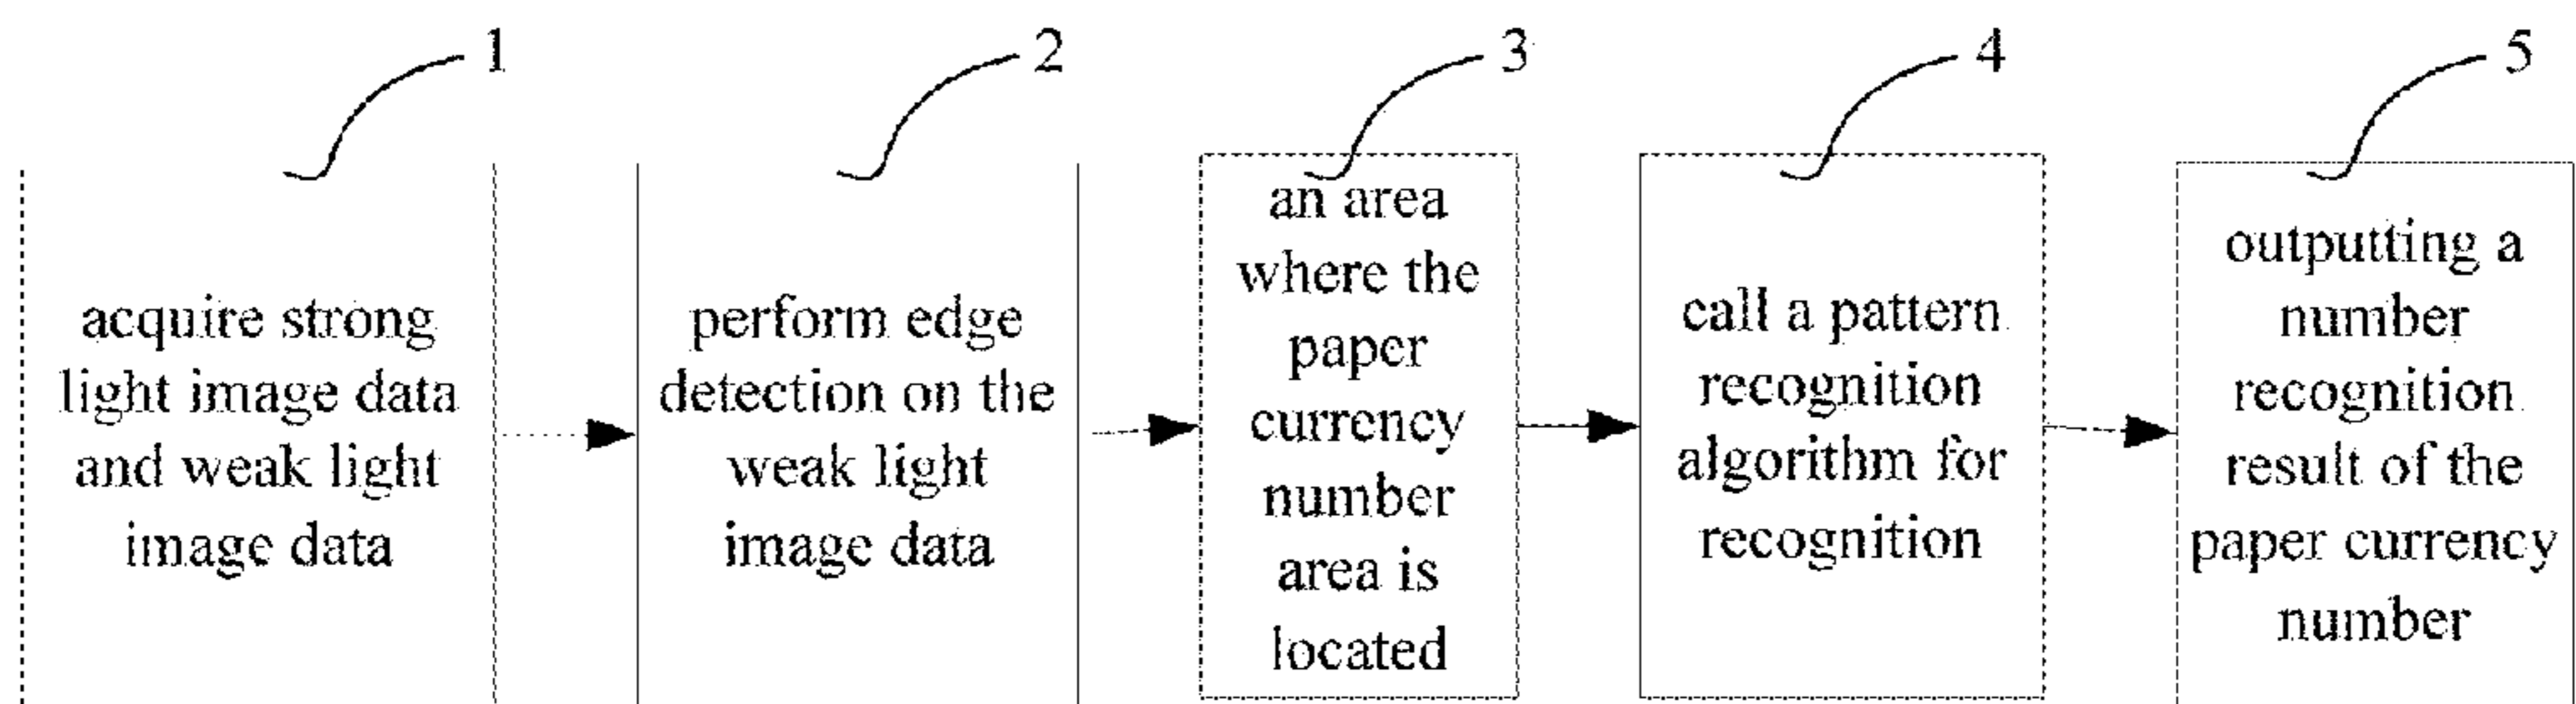 1
2
3
4
5
acquire strong
light image data
and weak light
image data
perform edge
detection on the
weak light
image data
an area
where the
paper
currency
number
area is
located
call a pattern
recognition
algorithm for
recognition
outputting a
number
recognition
result of the
paper currency
number